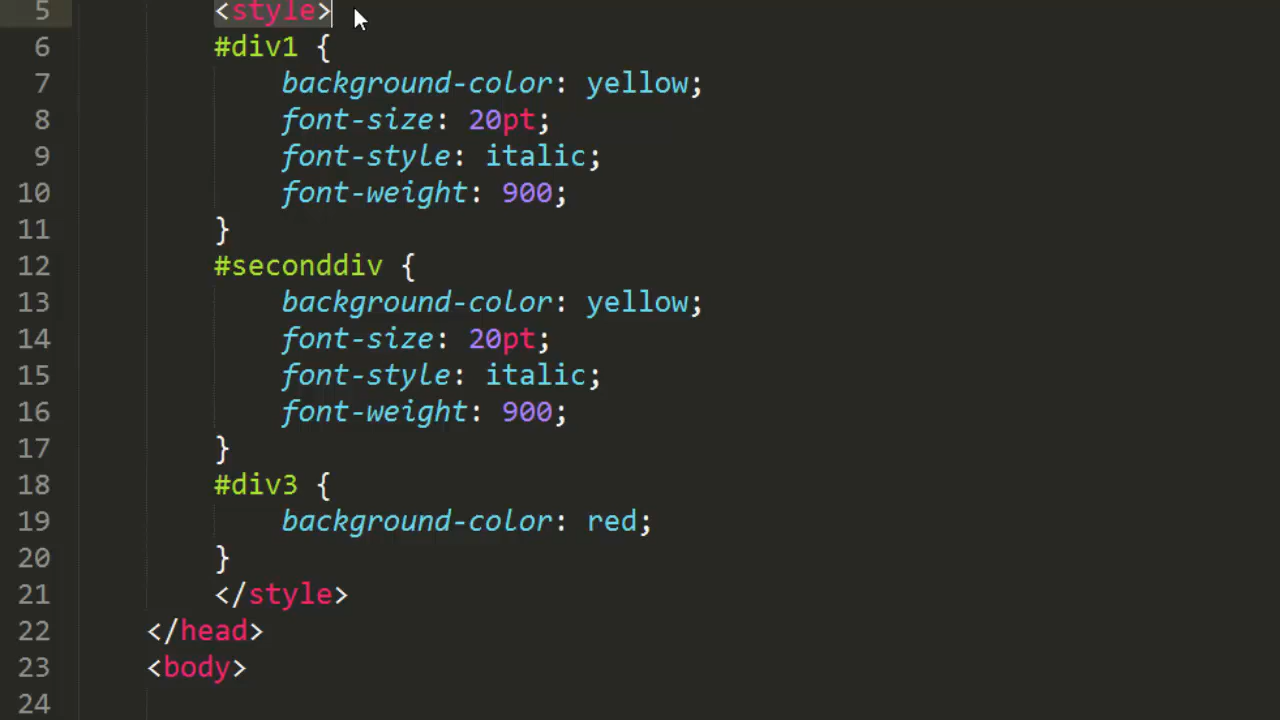 5 <style>
6 #div1 {
7 background-color: yellow;
8 font-size: 20pt;
9 font-style: italic;
10 font-weight: 900;
11 }
12 #seconddiv {
13 background-color: yellow;
14 font-size: 20pt;
15 font-style: italic;
16 font-weight: 900;
17 }
18 #div3 {
19 background-color: red;
20 }
21 </style>
22 </head>
23 <body>
24